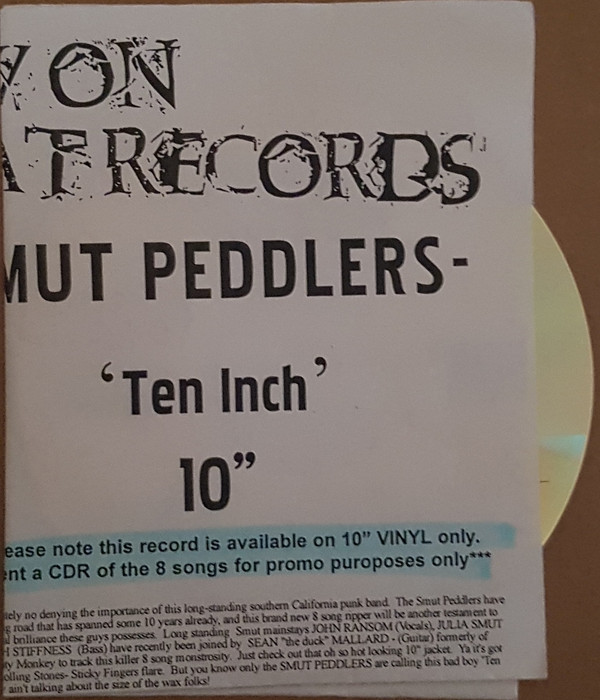 Y ON
AT RECORDS
MUT PEDDLERS-
‘Ten Inch’
10”
ease note this record is available on 10” VINYL only.
ent a CDR of the 8 songs for promo puroposes only***
tely no denying the importance of this long-standing southern California punk band. The Smut Peddlers have
g road that has spanned some 10 years already, and this brand new 8 song ripper will be another testament to
al brilliance these guys possesses. Long standing Smut mainstays JOHN RANSOM (Vocals), JULIA SMUT
H STIFFNESS (Bass) have recently been joined by SEAN "the duck" MALLARD - (Guitar) formerly of
ty Monkey to track this killer 8 song monstrosity. Just check out that oh so hot looking 10" jacket. Ya it's got
olling Stones- Sticky Fingers flare. But you know only the SMUT PEDDLERS are calling this bad boy "Ten
ain't talking about the size of the wax folks!